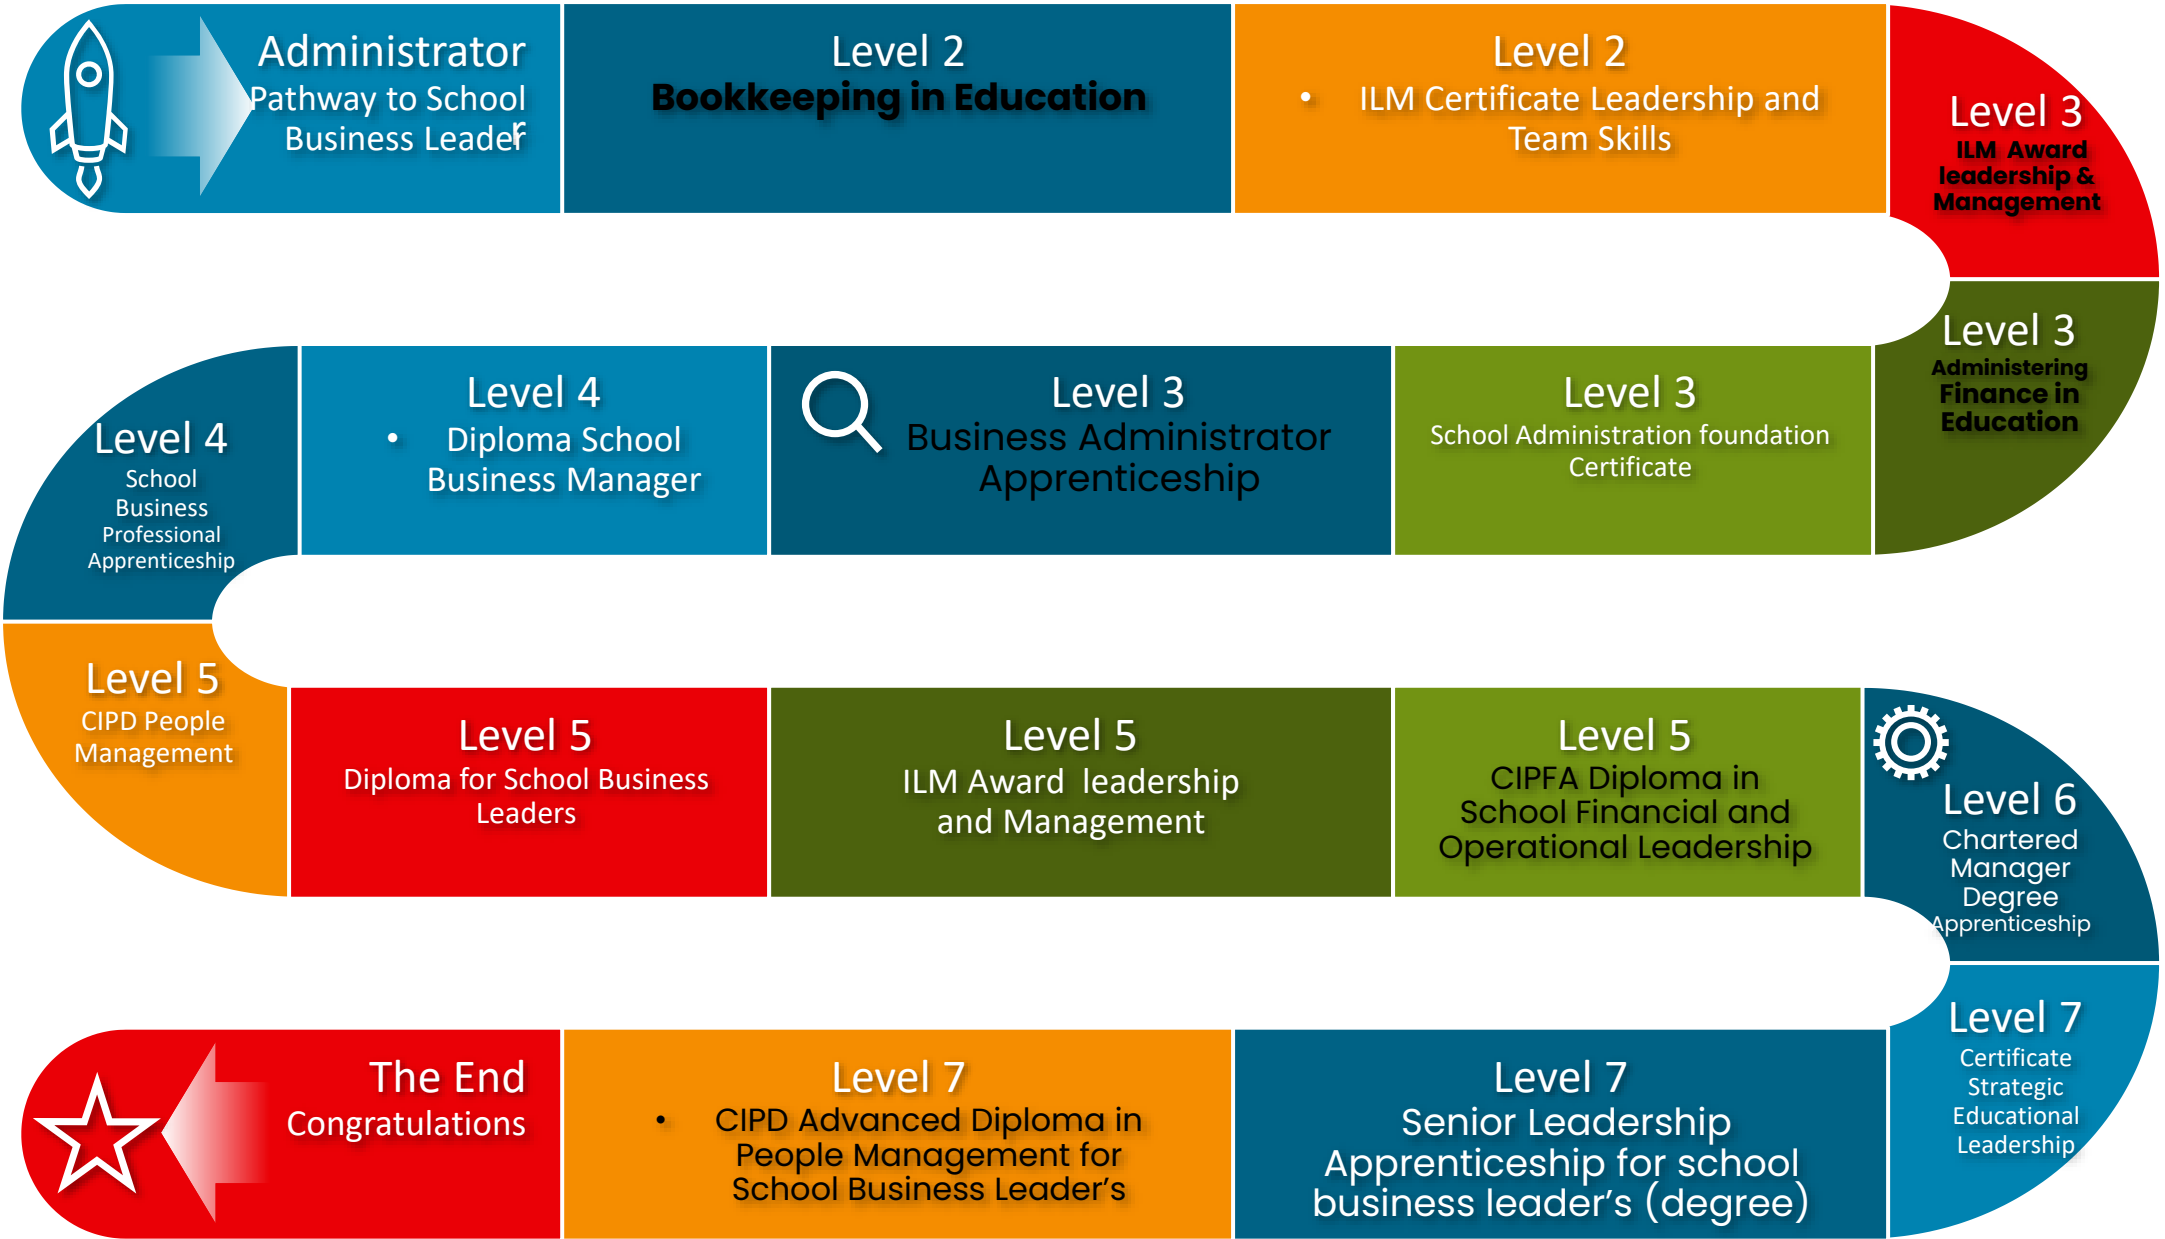 Administrator
Pathway to School
Business Leader
r
Level 2
Bookkeeping in Education
Level 2
• ILM Certificate Leadership and
Team Skills
Level 3
ILM Award
leadership &
Management
Level 3
Administering
Finance in
Education
Level 3
School Administration foundation
Certificate
Level 3
Business Administrator
Apprenticeship
Level 4
• Diploma School
Business Manager
Level 4
School
Business
Professional
Apprenticeship
Level 5
CIPD People
Management
Level 5
Diploma for School Business
Leaders
Level 5
ILM Award leadership
and Management
Level 5
CIPFA Diploma in
School Financial and
Operational Leadership
Level 6
Chartered
Manager
Degree
Apprenticeship
Level 7
Certificate
Strategic
Educational
Leadership
Level 7
Senior Leadership
Apprenticeship for school
business leader’s (degree)
Level 7
• CIPD Advanced Diploma in
People Management for
School Business Leader’s
The End
Congratulations